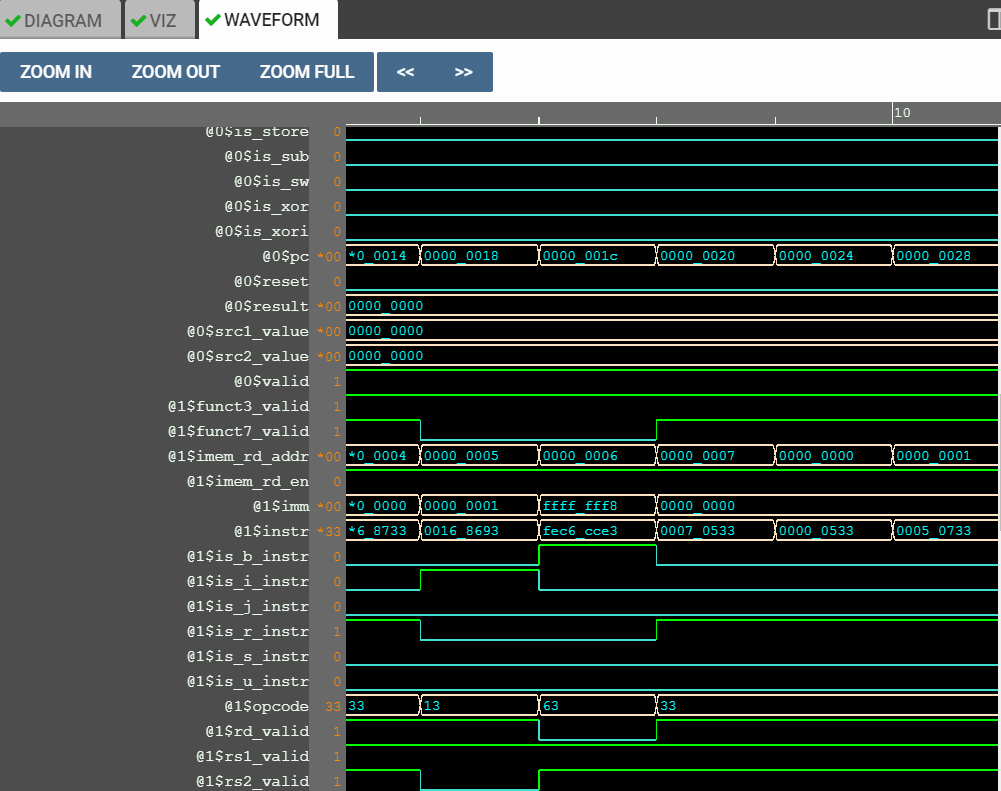 DIAGRAM VIZ WAVEFORM
ZOOM IN ZOOM OUT ZOOM FULL << >>
10
@0$is_store 0
@0$is_sub 0
@0$is_sw 0
@0$is_xor 0
@0$is_xori 0
@0$pc *00 *0_0014 0000_0018 0000_001c 0000_0020 0000_0024 0000_0028
@0$reset 0
@0$result *00 0000_0000
@0$src1_value *00 0000_0000
@0$src2_value *00 0000_0000
@0$valid 1
@1$funct3_valid 1
@1$funct7_valid 1
@1$imem_rd_addr *00 *0_0004 0000_0005 0000_0006 0000_0007 0000_0000 0000_0001
@1$imem_rd_en 0
@1$imm *00 *0_0000 0000_0001 ffff_fff8 0000_0000
@1$instr *33 *6_8733 0016_8693 fec6_cce3 0007_0533 0000_0533 0005_0733
@1$is_b_instr 0
@1$is_i_instr 0
@1$is_j_instr 0
@1$is_r_instr 1
@1$is_s_instr 0
@1$is_u_instr 0
@1$opcode 33 33 13 63 33
@1$rd_valid 1
@1$rs1_valid 1
@1$rs2_valid 1